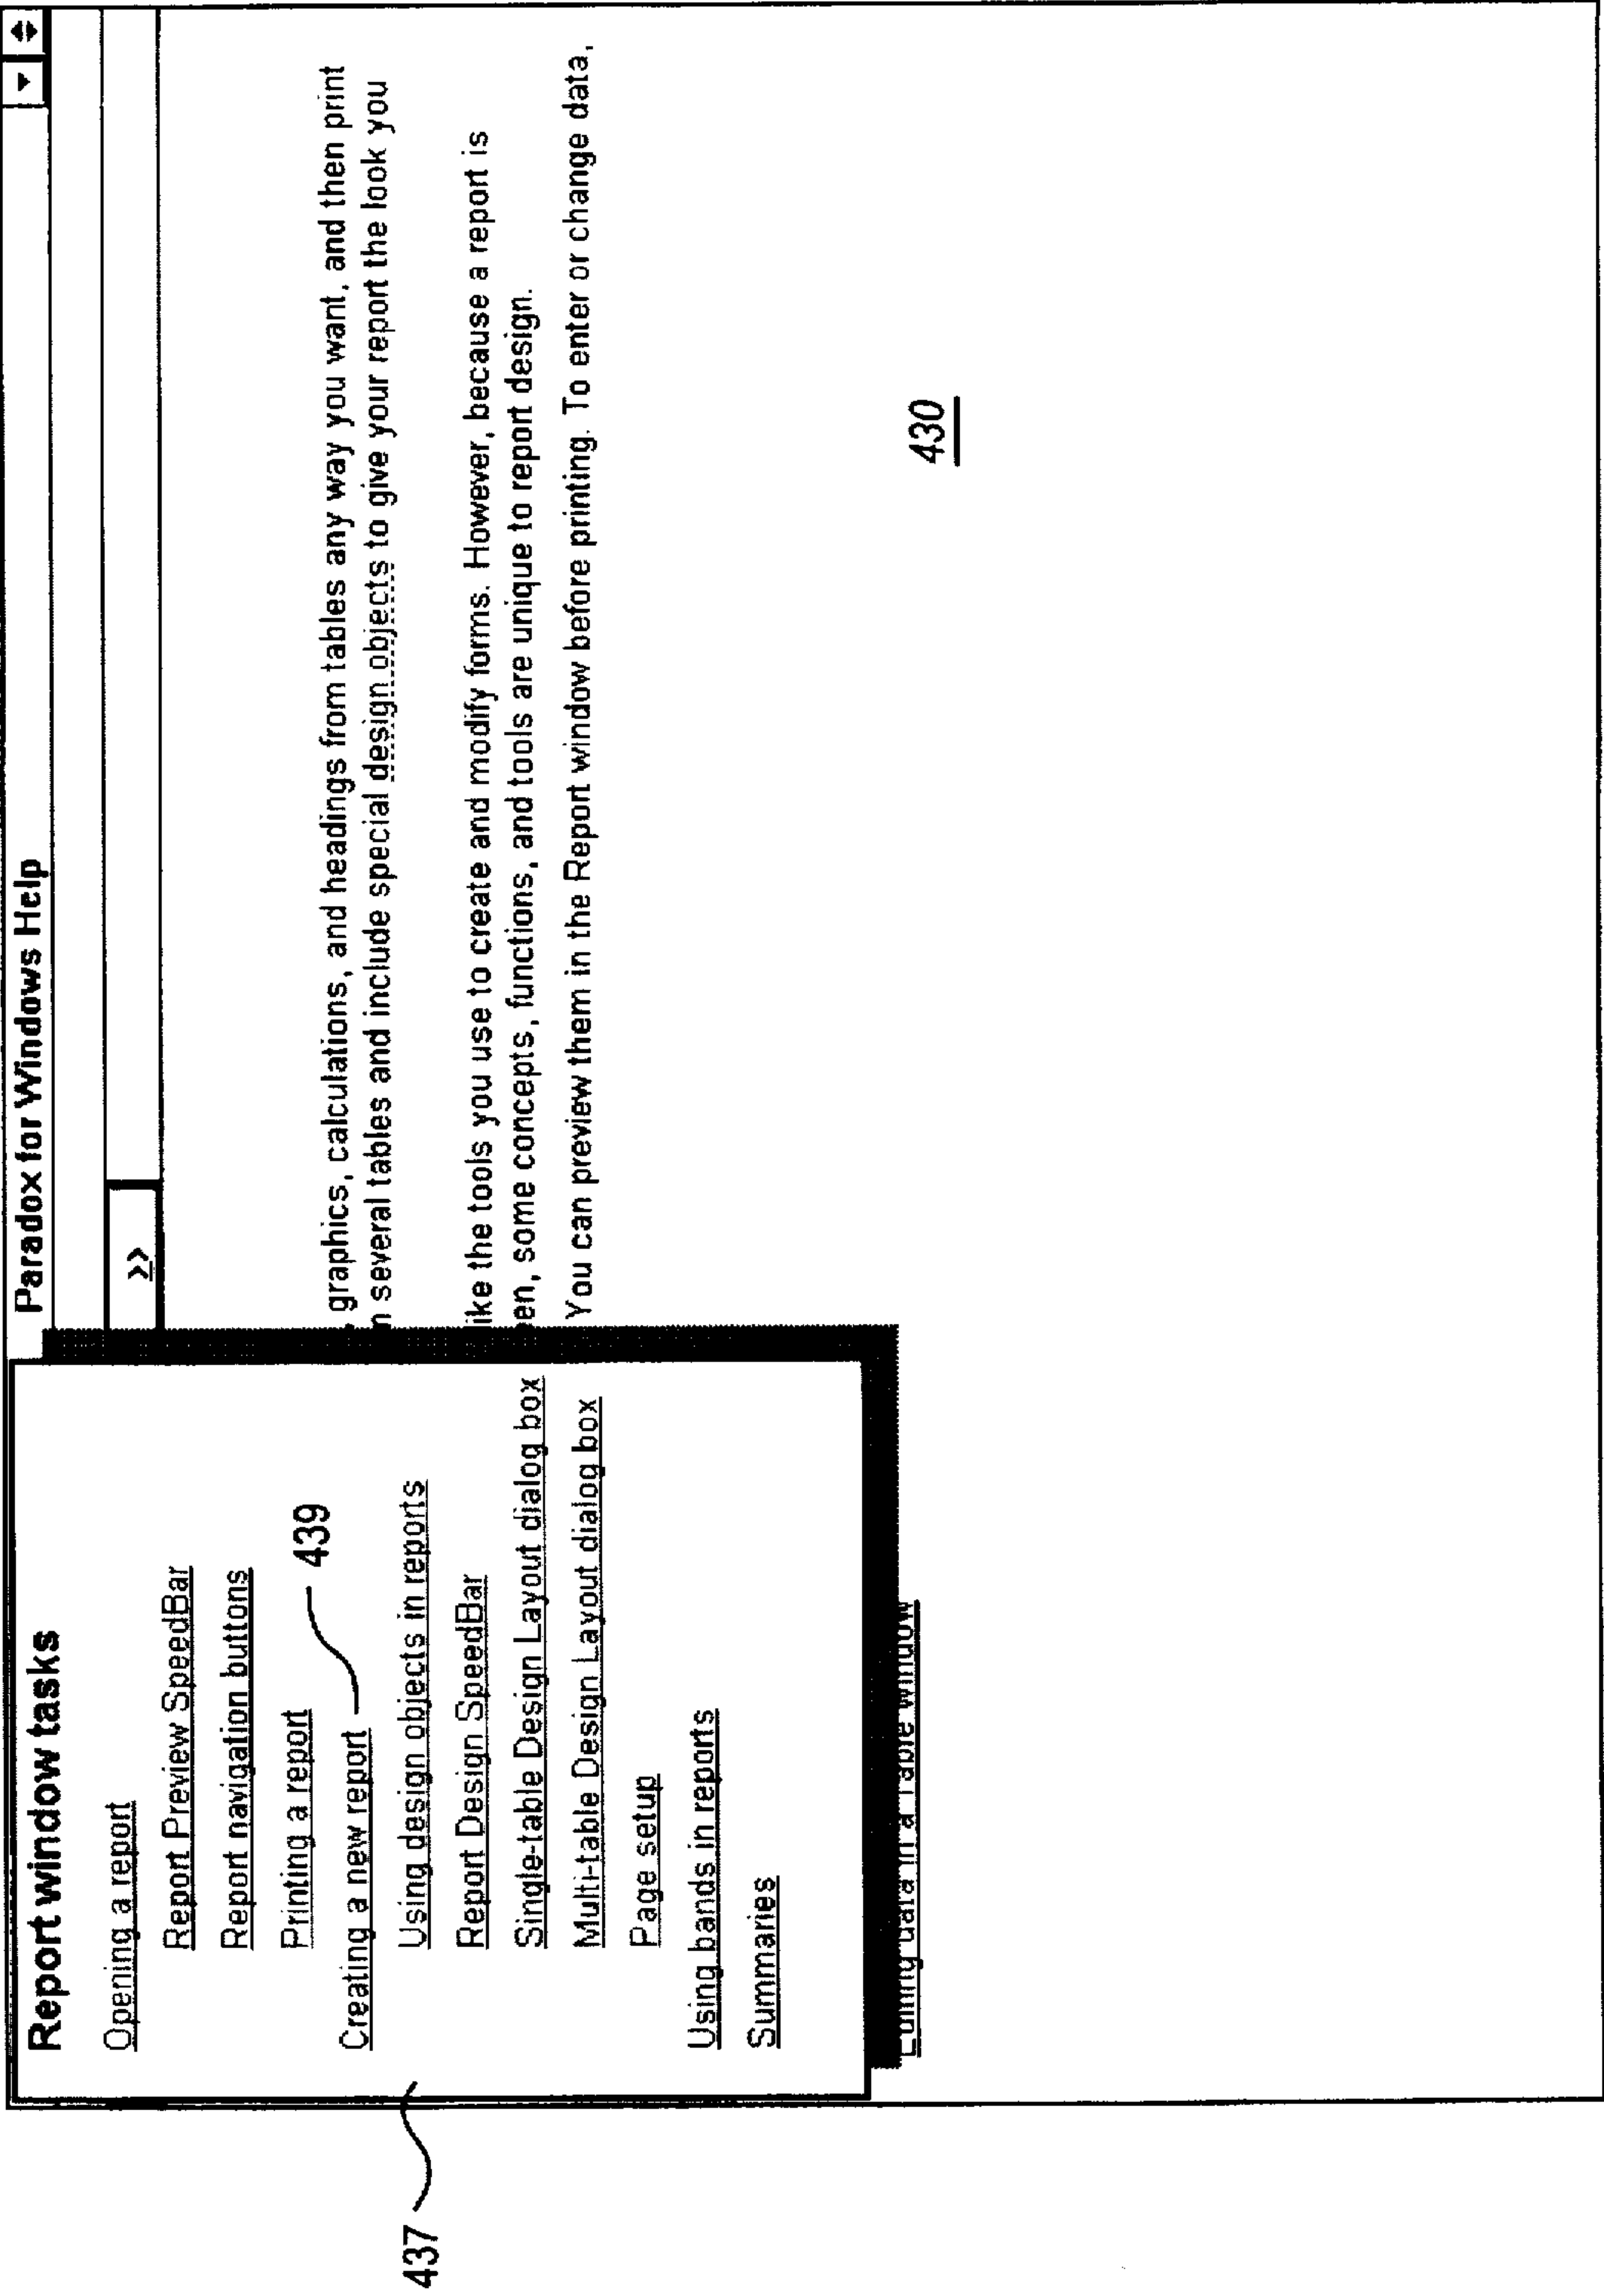 Paradox for Windows Help
>>
Report window tasks
Opening a report
Report Preview SpeedBar
Report navigation buttons
Printing a report
Creating a new report
439
Using design objects in reports
Report Design SpeedBar
Single-table Design Layout dialog box
Multi-table Design Layout dialog box
Page setup
Using bands in reports
Summaries
437
graphics, calculations, and headings from tables any way you want, and then print
several tables and include special design objects to give your report the look you
ike the tools you use to create and modify forms. However, because a report is
en, some concepts, functions, and tools are unique to report design.
You can preview them in the Report window before printing. To enter or change data,
Editing data in a Table window
430